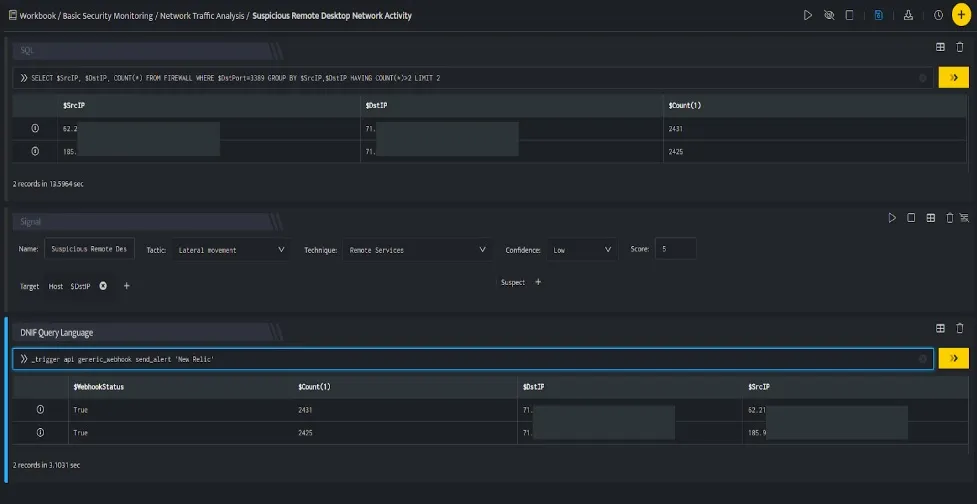 Workbook / Basic Security Monitoring / Network Traffic Analysis / Suspicious Remote Desktop Network Activity
SQL
SELECT $SrcIP, $DstIP, COUNT(*) FROM FIREWALL WHERE $DstPort=3389 GROUP BY $SrcIP,$DstIP HAVING COUNT(*)>2 LIMIT 2
$SrcIP $DstIP $Count(1)
62.2 71. 2431
185. 71. 2425
2 records in 13.5964 sec
Signal
Name: Suspicious Remote Des Tactic: Lateral movement Technique: Remote Services Confidence: Low Score: 5
Target Host $DstIP Suspect
DNIF Query Language
_trigger api generic_webhook send_alert 'New Relic'
$WebhookStatus $Count(1) $DstIP $SrcIP
True 2431 71. 62.21
True 2425 71. 185.9
2 records in 3.1031 sec